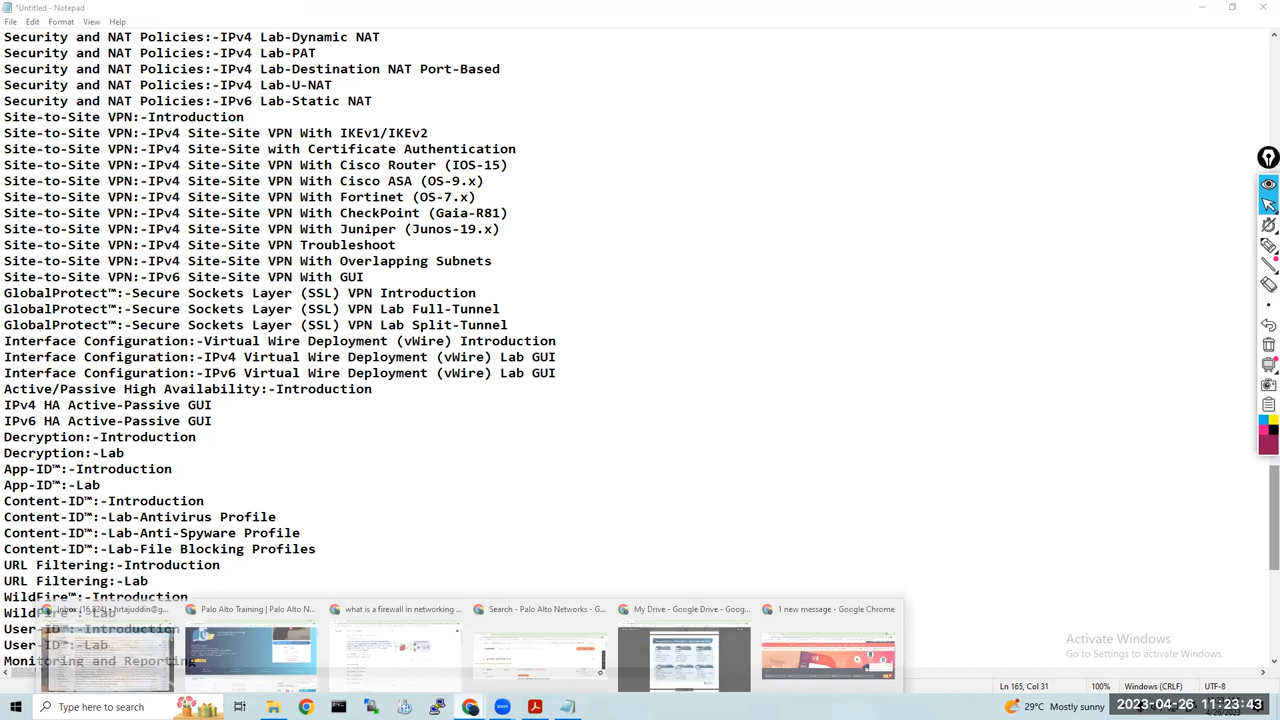 *Untitled - Notepad
File Edit Format View Help
Security and NAT Policies:-IPv4 Lab-Dynamic NAT
Security and NAT Policies:-IPv4 Lab-PAT
Security and NAT Policies:-IPv4 Lab-Destination NAT Port-Based
Security and NAT Policies:-IPv4 Lab-U-NAT
Security and NAT Policies:-IPv6 Lab-Static NAT
Site-to-Site VPN:-Introduction
Site-to-Site VPN:-IPv4 Site-Site VPN With IKEv1/IKEv2
Site-to-Site VPN:-IPv4 Site-Site with Certificate Authentication
Site-to-Site VPN:-IPv4 Site-Site VPN With Cisco Router (IOS-15)
Site-to-Site VPN:-IPv4 Site-Site VPN With Cisco ASA (OS-9.x)
Site-to-Site VPN:-IPv4 Site-Site VPN With Fortinet (OS-7.x)
Site-to-Site VPN:-IPv4 Site-Site VPN With CheckPoint (Gaia-R81)
Site-to-Site VPN:-IPv4 Site-Site VPN With Juniper (Junos-19.x)
Site-to-Site VPN:-IPv4 Site-Site VPN Troubleshoot
Site-to-Site VPN:-IPv4 Site-Site VPN With Overlapping Subnets
Site-to-Site VPN:-IPv6 Site-Site VPN With GUI
GlobalProtect™:-Secure Sockets Layer (SSL) VPN Introduction
GlobalProtect™:-Secure Sockets Layer (SSL) VPN Lab Full-Tunnel
GlobalProtect™:-Secure Sockets Layer (SSL) VPN Lab Split-Tunnel
Interface Configuration:-Virtual Wire Deployment (vWire) Introduction
Interface Configuration:-IPv4 Virtual Wire Deployment (vWire) Lab GUI
Interface Configuration:-IPv6 Virtual Wire Deployment (vWire) Lab GUI
Active/Passive High Availability:-Introduction
IPv4 HA Active-Passive GUI
IPv6 HA Active-Passive GUI
Decryption:-Introduction
Decryption:-Lab
App-ID™:-Introduction
App-ID™:-Lab
Content-ID™:-Introduction
Content-ID™:-Lab-Antivirus Profile
Content-ID™:-Lab-Anti-Spyware Profile
Content-ID™:-Lab-File Blocking Profiles
URL Filtering:-Introduction
URL Filtering:-Lab
WildFire™:-Introduction
WildFire™:-Lab
Inbox (16,824) - hrtajuddin@g... Palo Alto Training | Palo Alto N... what is a firewall in networking ... Search - Palo Alto Networks - G... My Drive - Google Drive - Goog... 1 new message - Google Chrome
User-ID™:-Introduction
User-ID™:-Lab
Monitoring and Reporting
Activate Windows
Go to Settings to activate Windows.
Ln 165, Col 31 100% Windows (CRLF) UTF-8
Type here to search
29°C Mostly sunny
2023-04-26 11:23:43